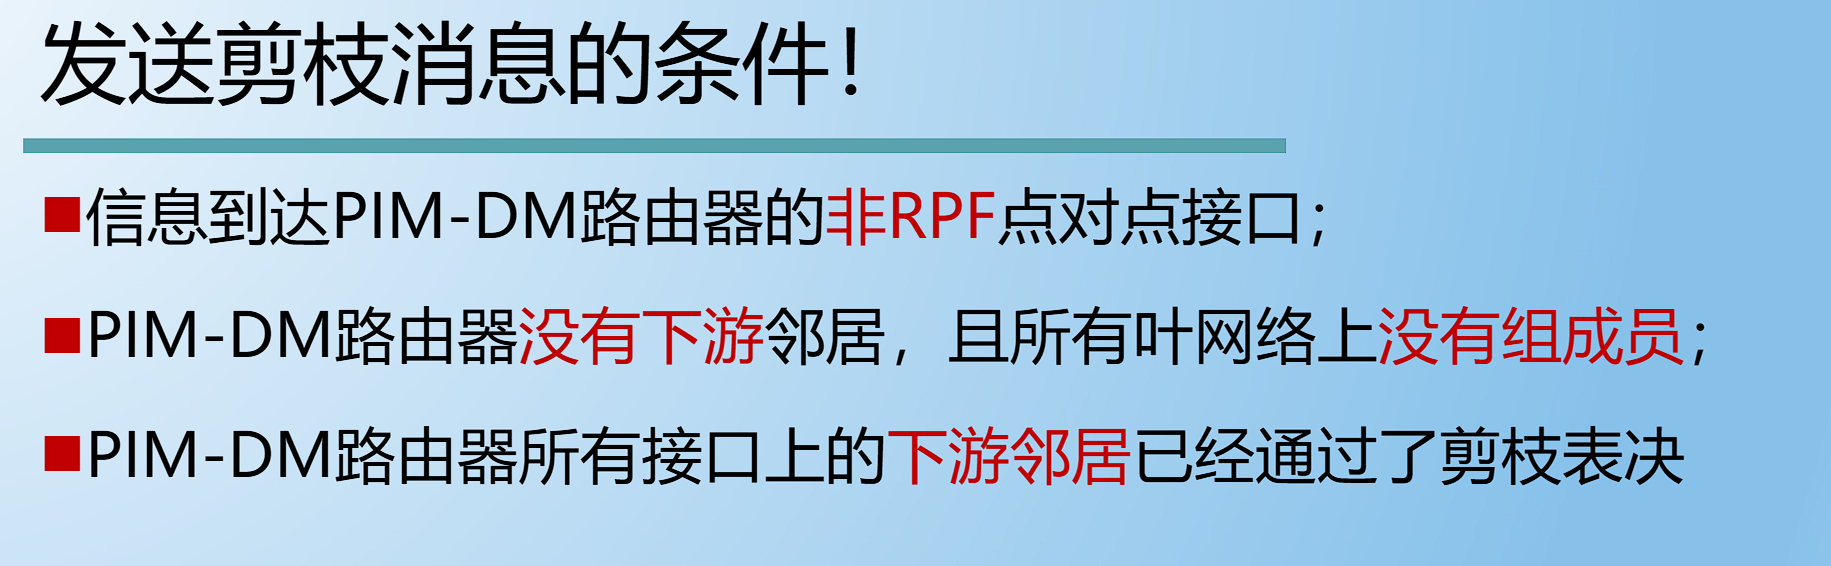 发送剪枝消息的条件！
信息到达PIM-DM路由器的非RPF点对点接口；
PIM-DM路由器没有下游邻居，且所有叶网络上没有组成员；
PIM-DM路由器所有接口上的下游邻居已经通过了剪枝表决